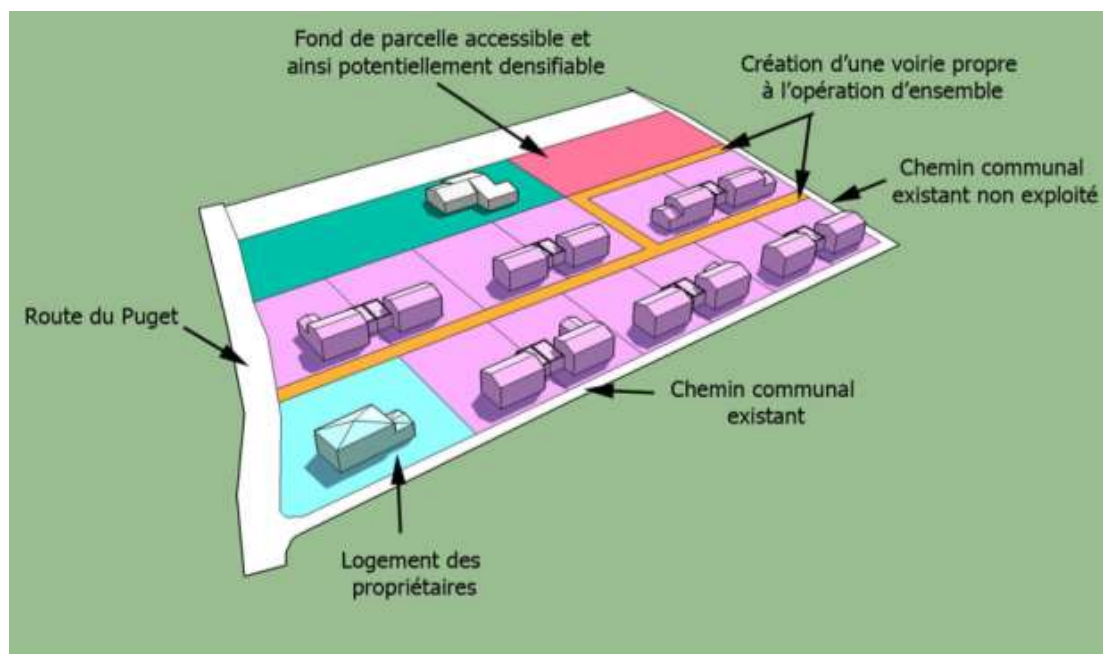 Fond de parcelle accessible et
ainsi potentiellement densifiable
Création d'une voirie propre
à l'opération d'ensemble
Chemin communal
existant non exploité
Route du Puget
Chemin communal
existant
Logement des
propriétaires